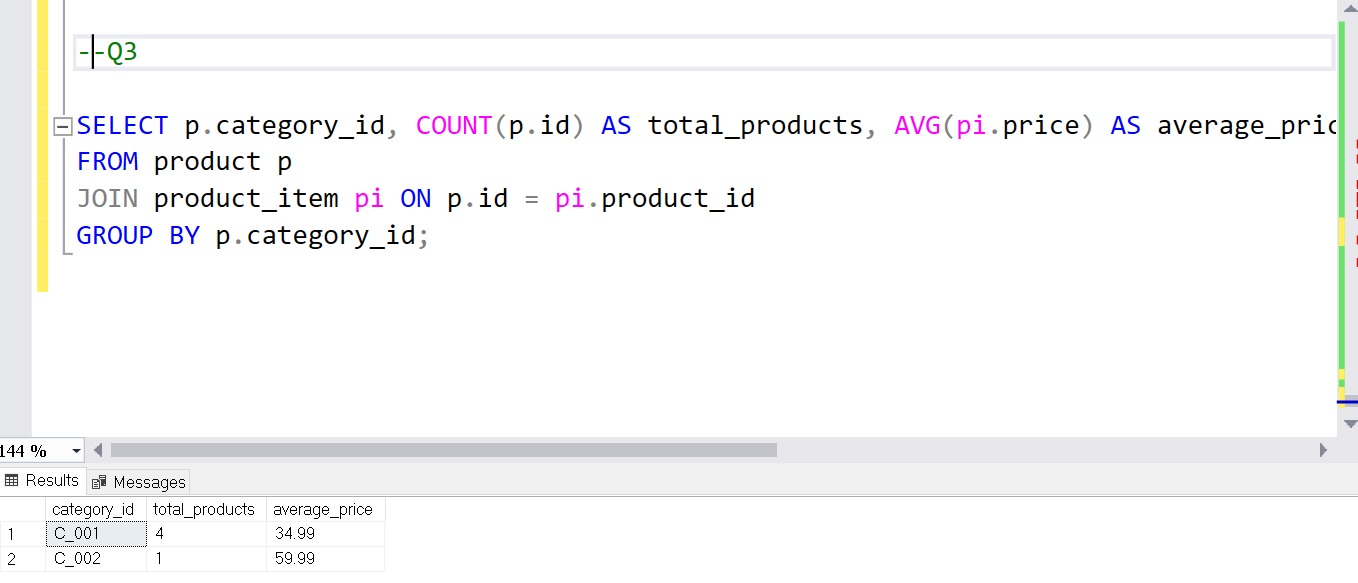 --Q3
SELECT p.category_id, COUNT(p.id) AS total_products, AVG(pi.price) AS average_pric
FROM product p
JOIN product_item pi ON p.id = pi.product_id
GROUP BY p.category_id;
144 %
Results Messages
category_id total_products average_price
1 C_001 4 34.99
2 C_002 1 59.99